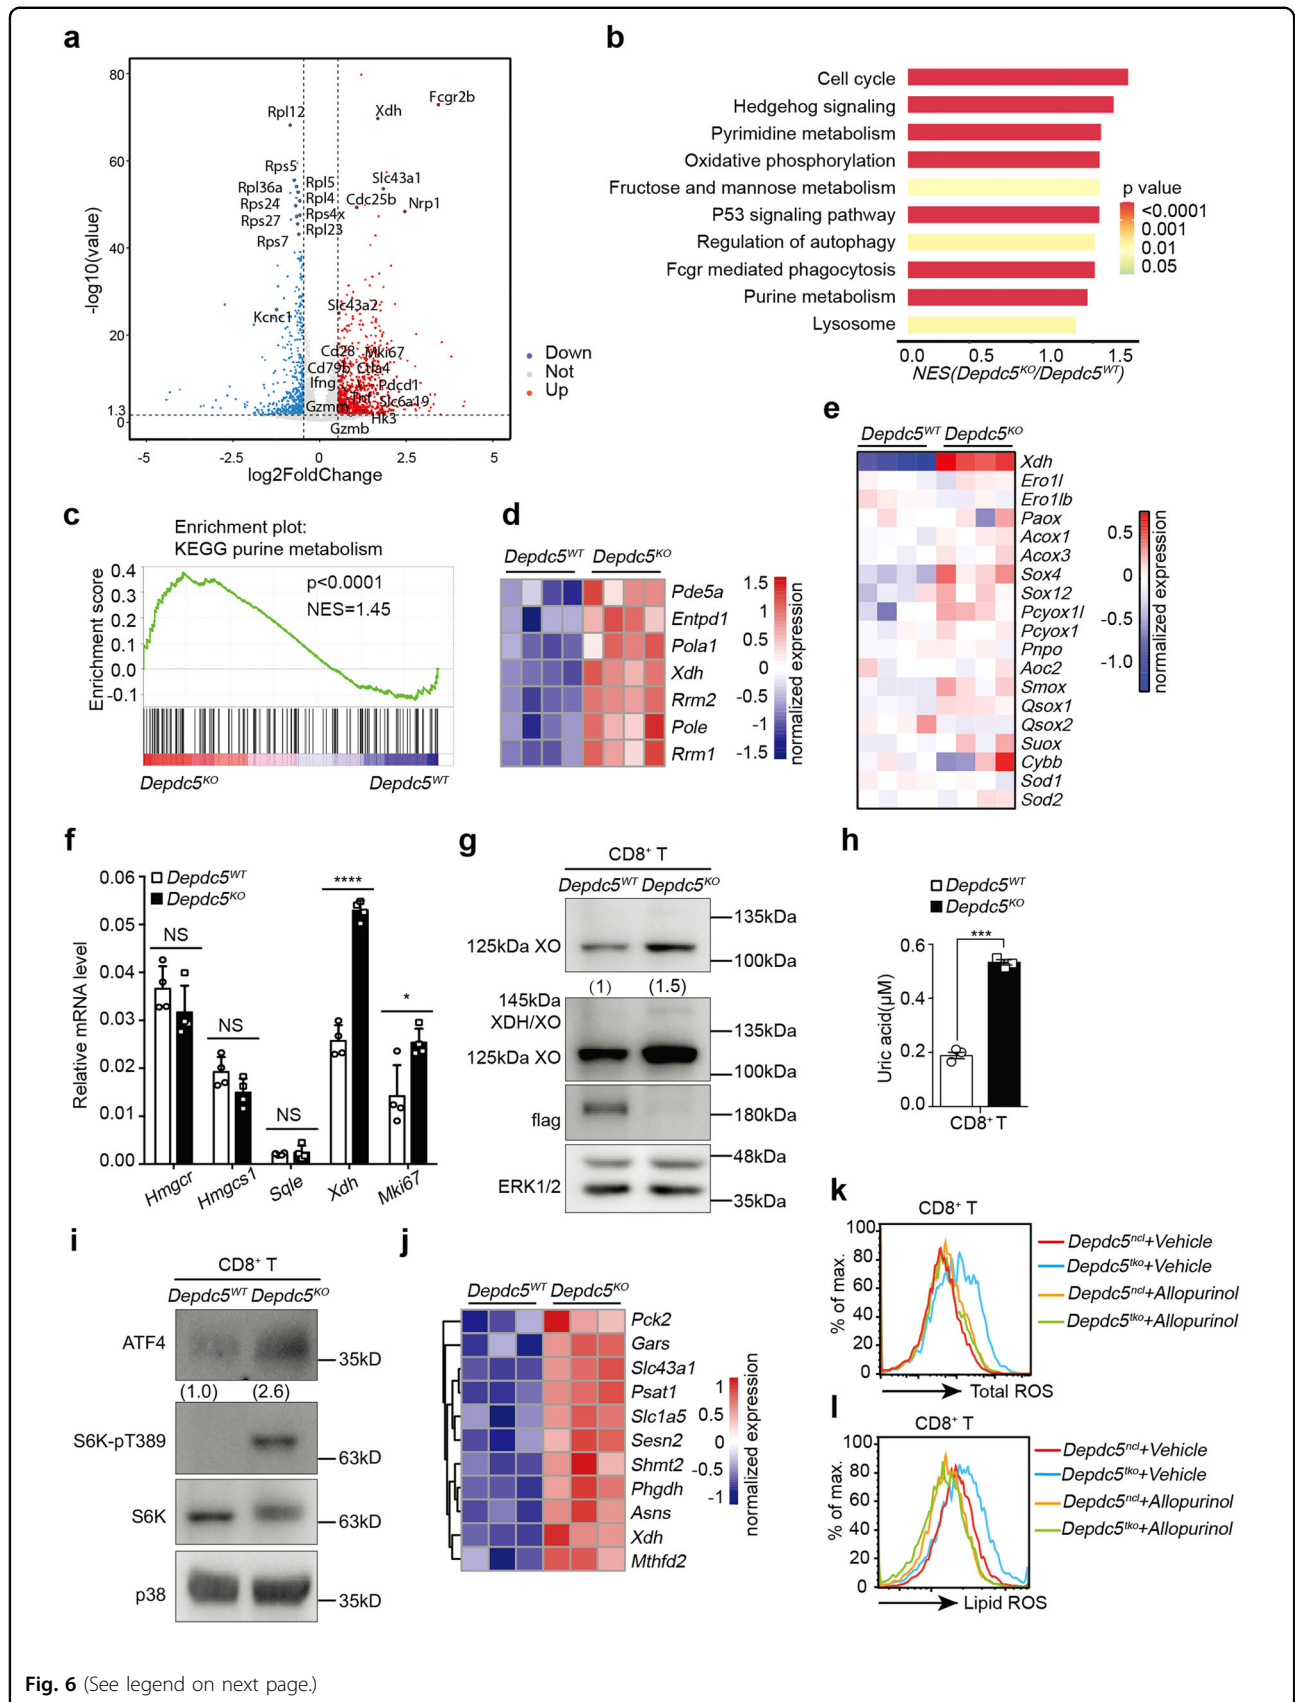 a
80
60
40
20
1.3
0
-log10(value)
-5
-2.5
0
2.5
5
log2FoldChange
Fcgr2b
Xdh
Rpl12
Rps5
Rpl36a
Rps24
Rps27
Rps7
Rpl5
Rpl4
Rps4x
Rpl23
Slc43a1
Cdc25b
Nrp1
Slc43a2
Kcnc1
Cd28
Mki67
Cd79b
Ctla4
Ifng
Pdcd1
Tnf
Slc6a19
Gzmm
Hk3
Gzmb
Down
Not
Up
b
Cell cycle
Hedgehog signaling
Pyrimidine metabolism
Oxidative phosphorylation
Fructose and mannose metabolism
P53 signaling pathway
Regulation of autophagy
Fcgr mediated phagocytosis
Purine metabolism
Lysosome
0.0 0.5 1.0 1.5
NES(Depdc5KO/Depdc5WT)
p value
<0.0001
0.001
0.01
0.05
c
Enrichment plot:
KEGG purine metabolism
p<0.0001
NES=1.45
Enrichment score
0.4
0.3
0.2
0.1
0.0
-0.1
Depdc5KO Depdc5WT
d
Depdc5WT Depdc5KO
Pde5a
Entpd1
Pola1
Xdh
Rrm2
Pole
Rrm1
1.5
1
0.5
0
-0.5
-1
-1.5
normalized expression
e
Depdc5WT Depdc5KO
Xdh
Ero1l
Ero1lb
Paox
Acox1
Acox3
Sox4
Sox12
Pcyox1l
Pcyox1
Pnpo
Aoc2
Smox
Qsox1
Qsox2
Suox
Cybb
Sod1
Sod2
0.5
0
-0.5
-1.0
normalized expression
f
Depdc5WT
Depdc5KO
Relative mRNA level
0.06
0.05
0.04
0.03
0.02
0.01
0.00
NS
NS
NS
****
*
Hmgcr
Hmgcs1
Sqle
Xdh
Mki67
g
CD8+ T
Depdc5WT Depdc5KO
125kDa XO
135kDa
100kDa
(1) (1.5)
145kDa
XDH/XO
125kDa XO
135kDa
100kDa
flag
180kDa
ERK1/2
48kDa
35kDa
h
Depdc5WT
Depdc5KO
***
Uric acid(μM)
0.6
0.4
0.2
0.0
CD8+ T
i
CD8+ T
Depdc5WT Depdc5KO
ATF4
35kD
(1.0) (2.6)
S6K-pT389
63kD
S6K
63kD
p38
35kD
j
Depdc5WT Depdc5KO
Pck2
Gars
Slc43a1
Psat1
Slc1a5
Sesn2
Shmt2
Phgdh
Asns
Xdh
Mthfd2
1
0.5
0
-0.5
-1
normalized expression
k
CD8+ T
% of max.
100
80
60
40
20
0
Total ROS
Depdc5ncl+Vehicle
Depdc5tko+Vehicle
Depdc5ncl+Allopurinol
Depdc5tko+Allopurinol
l
CD8+ T
% of max.
100
80
60
40
20
0
Lipid ROS
Depdc5ncl+Vehicle
Depdc5tko+Vehicle
Depdc5ncl+Allopurinol
Depdc5tko+Allopurinol
Fig. 6 (See legend on next page.)